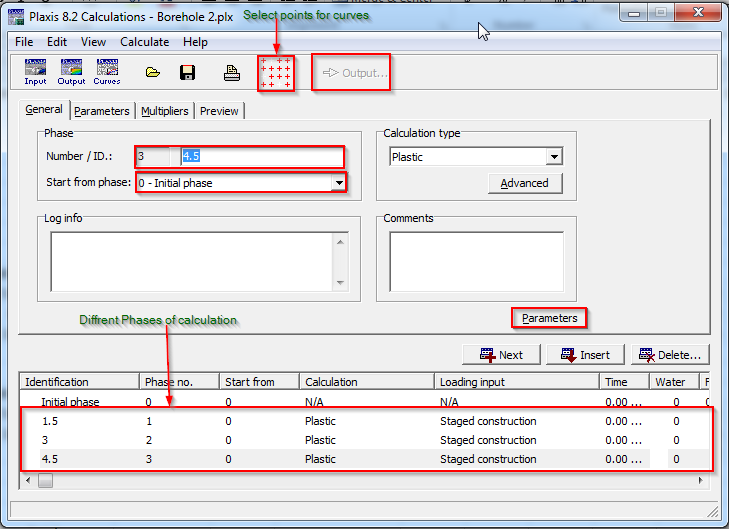 Plaxis 8.2 Calculations - Borehole 2.plx
Select points for curves
File Edit View Calculate Help
Input Output Curves Output...
General Parameters Multipliers Preview
Phase
Number / ID.: 3 4.5
Start from phase: 0 - Initial phase
Calculation type
Plastic
Advanced
Log info
Comments
Parameters
Diffrent Phases of calculation
Next Insert Delete...
Identification Phase no. Start from Calculation Loading input Time Water F
Initial phase 0 0 N/A N/A 0.00 ... 0
1.5 1 0 Plastic Staged construction 0.00 ... 0
3 2 0 Plastic Staged construction 0.00 ... 0
4.5 3 0 Plastic Staged construction 0.00 ... 0